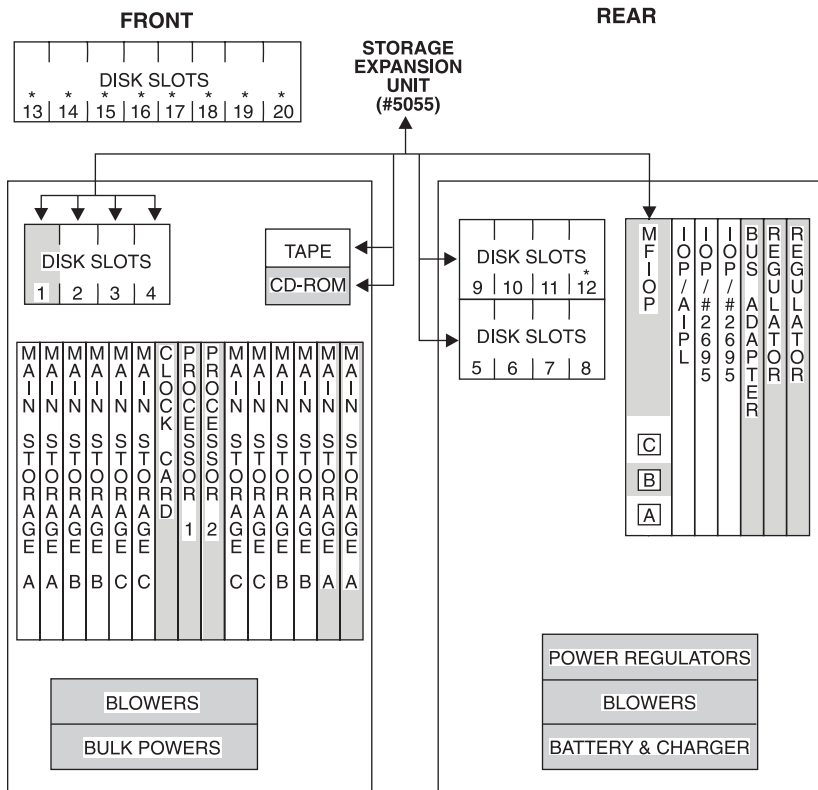 FRONT
REAR
STORAGE
EXPANSION
UNIT
(#5055)
DISK SLOTS
* * * * * * * *
13 14 15 16 17 18 19 20
DISK SLOTS
1 2 3 4
TAPE
CD-ROM
MAIN STORAGE A
MAIN STORAGE A
MAIN STORAGE B
MAIN STORAGE B
MAIN STORAGE C
MAIN STORAGE C
CLOCK CARD
PROCESSOR 1
PROCESSOR 2
MAIN STORAGE C
MAIN STORAGE C
MAIN STORAGE B
MAIN STORAGE B
MAIN STORAGE A
MAIN STORAGE A
BLOWERS
BULK POWERS
DISK SLOTS
*
9 10 11 12
DISK SLOTS
5 6 7 8
MFIOP
C
B
A
IOP/AIPL
IOP/#2695
IOP/#2695
BUS ADAPTER
REGULATOR
REGULATOR
POWER REGULATORS
BLOWERS
BATTERY & CHARGER